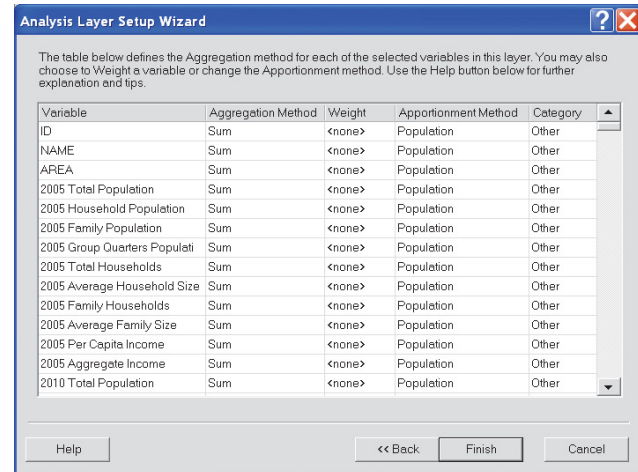 Analysis Layer Setup Wizard
The table below defines the Aggregation method for each of the selected variables in this layer. You may also
choose to Weight a variable or change the Apportionment method. Use the Help button below for further
explanation and tips.
Variable Aggregation Method Weight Apportionment Method Category
ID Sum <none> Population Other
NAME Sum <none> Population Other
AREA Sum <none> Population Other
2005 Total Population Sum <none> Population Other
2005 Household Population Sum <none> Population Other
2005 Family Population Sum <none> Population Other
2005 Group Quarters Populati Sum <none> Population Other
2005 Total Households Sum <none> Population Other
2005 Average Household Size Sum <none> Population Other
2005 Family Households Sum <none> Population Other
2005 Average Family Size Sum <none> Population Other
2005 Per Capita Income Sum <none> Population Other
2005 Aggregate Income Sum <none> Population Other
2010 Total Population Sum <none> Population Other
Help << Back Finish Cancel